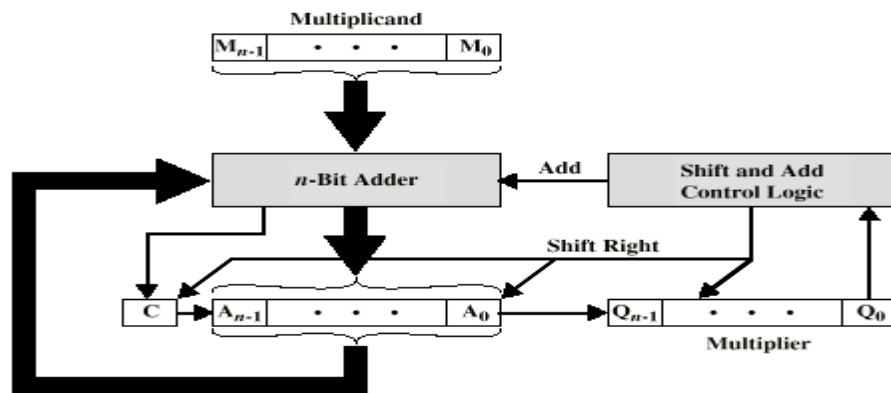 Multiplicand
Mn-1 • • • M0
n-Bit Adder
Add
Shift and Add
Control Logic
Shift Right
C
An-1 • • • A0
Qn-1 • • • Q0
Multiplier